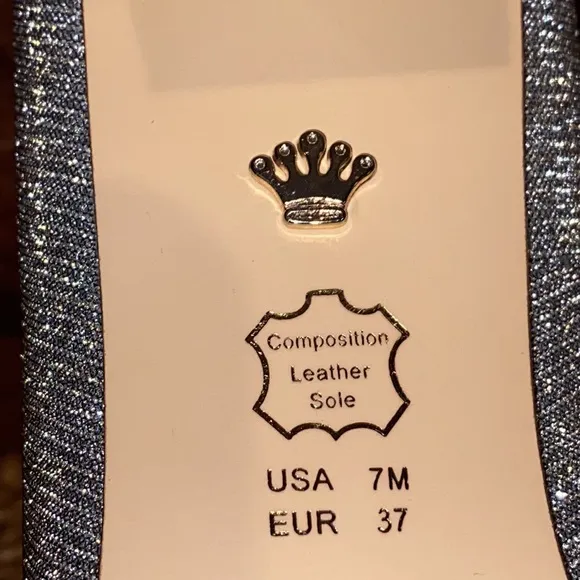 Composition
Leather
Sole
USA 7M
EUR 37